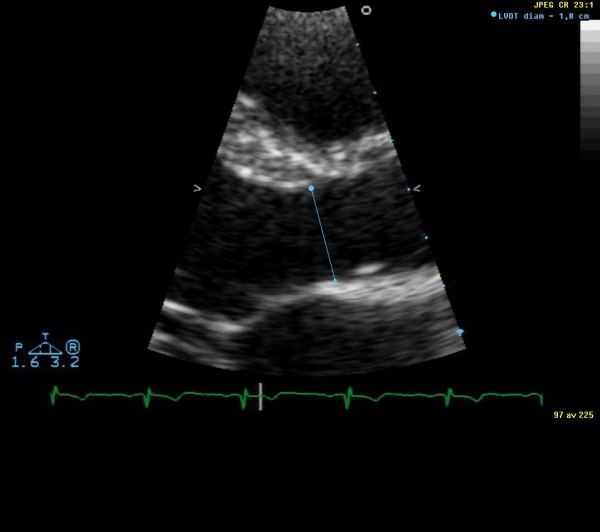 JPEG CR 23:1
LVOT diam - 1,8 cm
T
P R
1.6 3.2
97 av 225